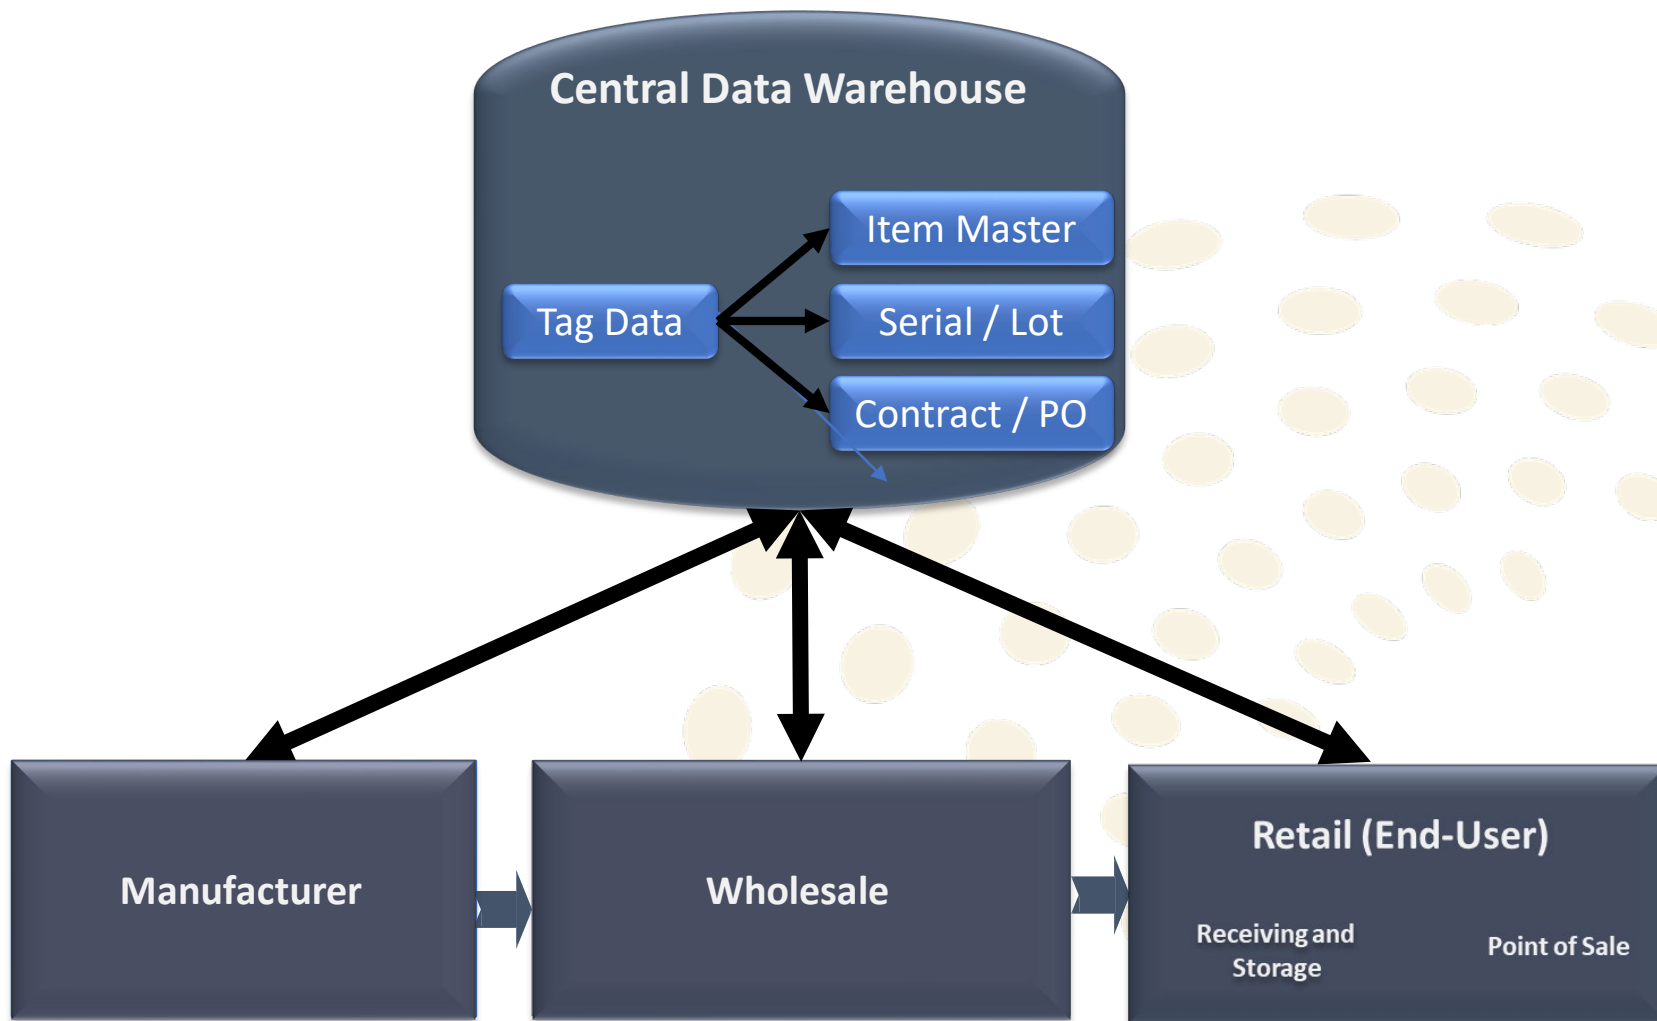 Central Data Warehouse
Item Master
Tag Data
Serial / Lot
Contract / PO
Manufacturer
Wholesale
Retail (End-User)
Receiving and
Storage
Point of Sale